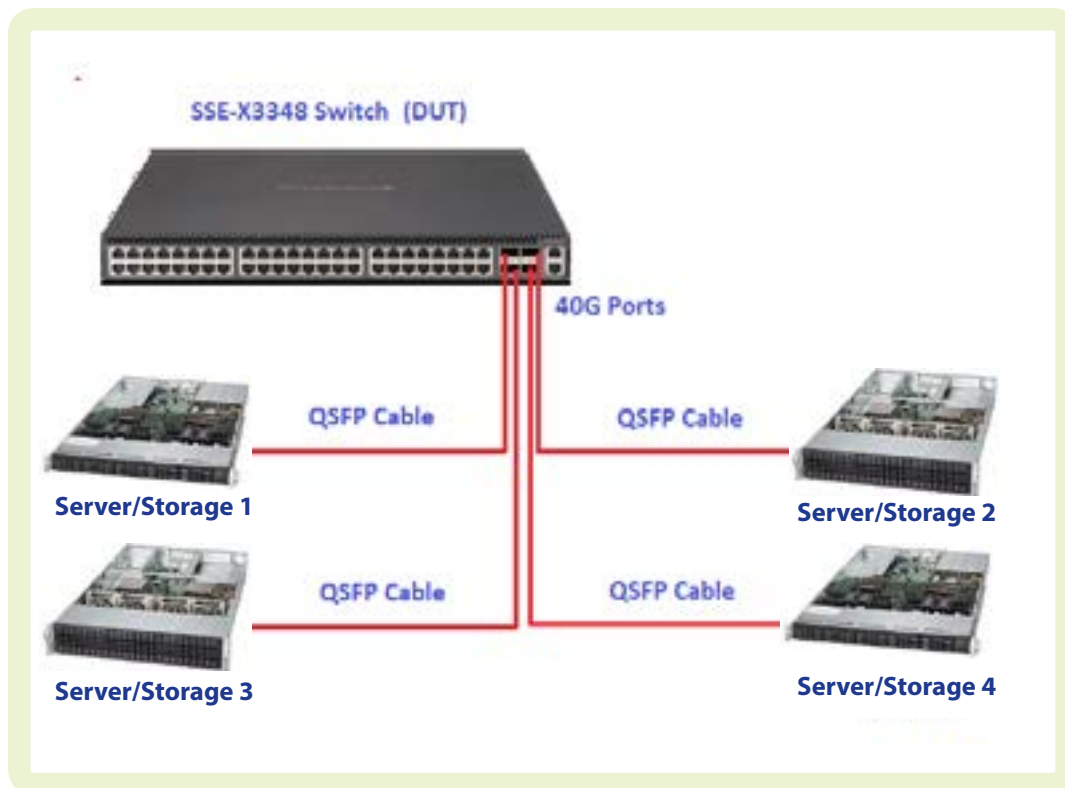 SSE-X3348 Switch (DUT)
40G Ports
QSFP Cable
QSFP Cable
Server/Storage 1
Server/Storage 2
QSFP Cable
QSFP Cable
Server/Storage 3
Server/Storage 4